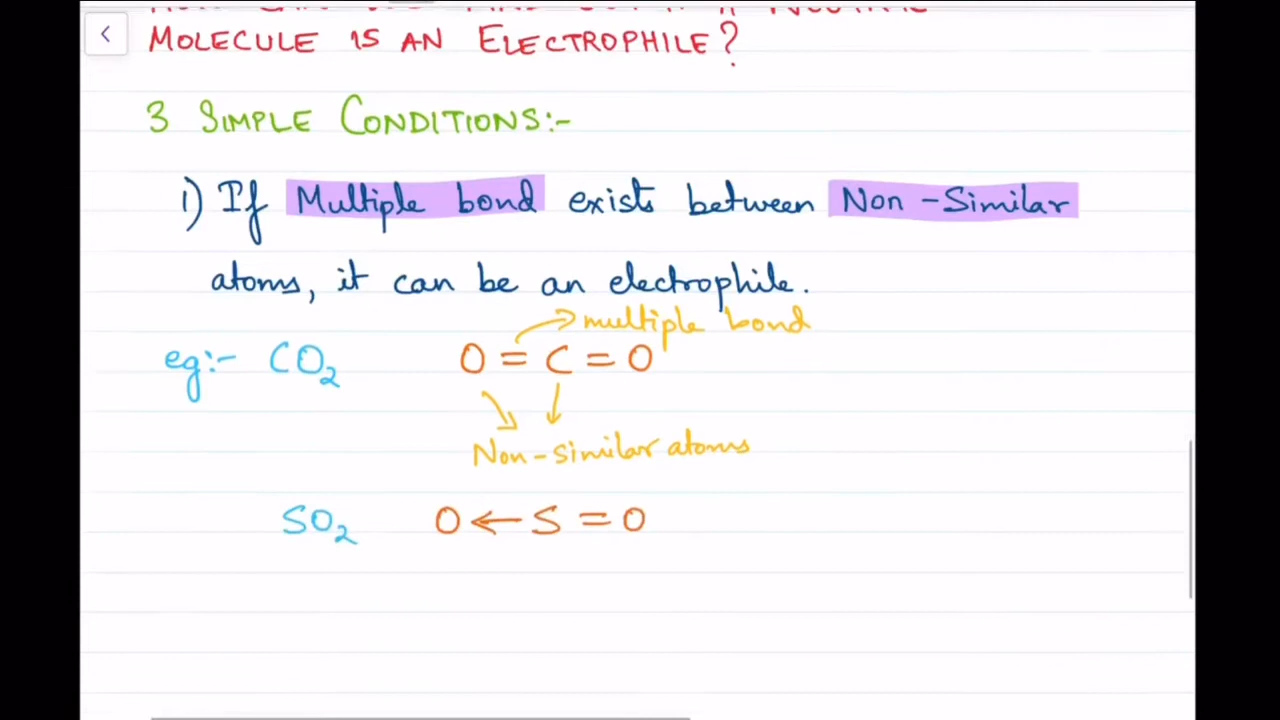 MOLECULE IS AN ELECTROPHILE?
3 SIMPLE CONDITIONS:-
1) If Multiple bond exists between Non-Similar
atoms, it can be an electrophile.
multiple bond
eg:- CO₂ O = C = O
Non-similar atoms
SO₂ O ← S = O